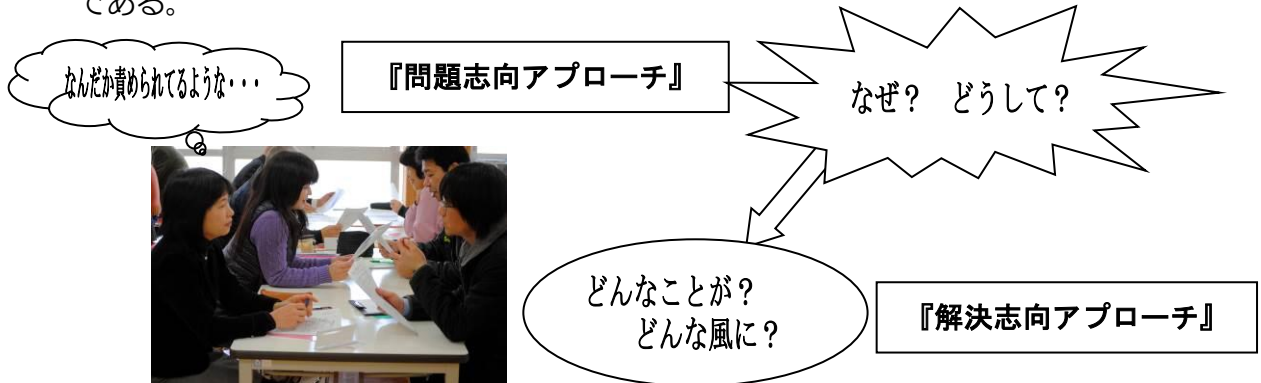 である。
なんだか責められてるような・・・
『問題志向アプローチ』
なぜ？　どうして？
どんなことが？
どんな風に？
『解決志向アプローチ』